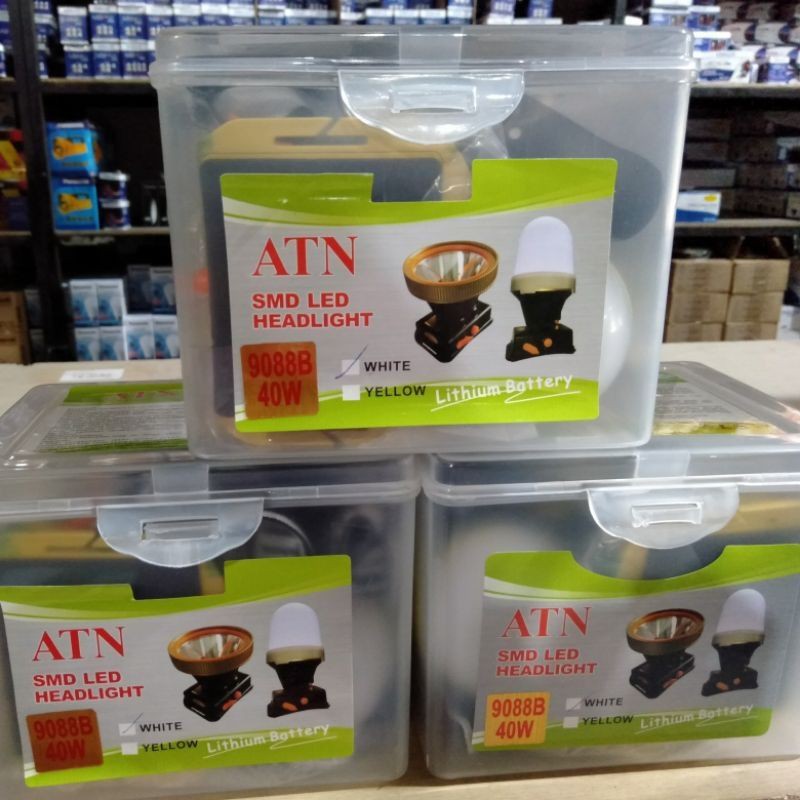 ATN
SMD LED
HEADLIGHT
9088B
40W
WHITE
YELLOW
Lithium Battery
ATN
SMD LED
HEADLIGHT
9088B
40W
WHITE
YELLOW
Lithium Battery
ATN
SMD LED
HEADLIGHT
9088B
40W
WHITE
YELLOW
Lithium Battery
ATN